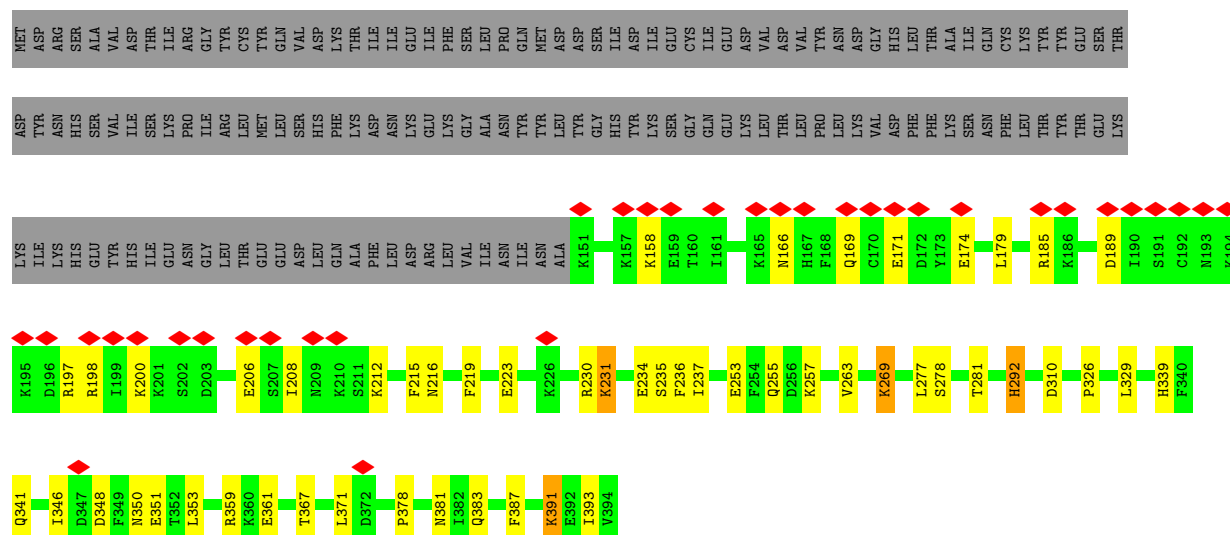 MET ASP ARG SER ALA VAL ASP THR ILE ARG GLY TYR CYS TYR GLN VAL ASP LYS THR ILE ILE GLU ILE PHE SER LEU PRO GLN MET ASP ASP SER ILE ASP ILE GLU CYS ILE GLU ASP VAL ASP VAL TYR ASN ASP GLY HIS LEU THR ALA ILE GLN CYS LYS TYR TYR GLU SER THR
ASP TYR ASN HIS SER VAL ILE SER LYS PRO ILE ARG LEU MET LEU SER HIS PHE LYS ASP ASN LYS GLU LYS GLY ALA ASN TYR TYR LEU TYR GLY HIS TYR LYS SER GLY GLN GLU LYS LEU THR LEU PRO LEU LYS VAL ASP PHE PHE LYS SER ASN PHE LEU THR TYR THR GLU LYS
LYS ILE LYS HIS GLU TYR HIS ILE GLU ASN GLY LEU THR GLU GLU ASP LEU GLN ALA PHE LEU ASP ARG LEU VAL ILE ASN ILE ASN ALA K151 K157 K158 E159 T160 I161 K165 N166 H167 F168 Q169 C170 E171 D172 Y173 E174 L179 R185 K186 D189 I190 S191 C192 N193 K194
K195 D196 R197 R198 I199 K200 K201 S202 D203 E206 S207 I208 N209 K210 S211 K212 F215 N216 F219 E223 K226 R230 K231 E234 S235 F236 I237 E253 F254 Q255 D256 K257 V263 K269 L277 S278 T281 H292 D310 P326 L329 H339 F340
Q341 I346 D347 D348 F349 N350 E351 T352 L353 R359 K360 E361 T367 L371 D372 P378 N381 I382 Q383 F387 K391 E392 I393 V394